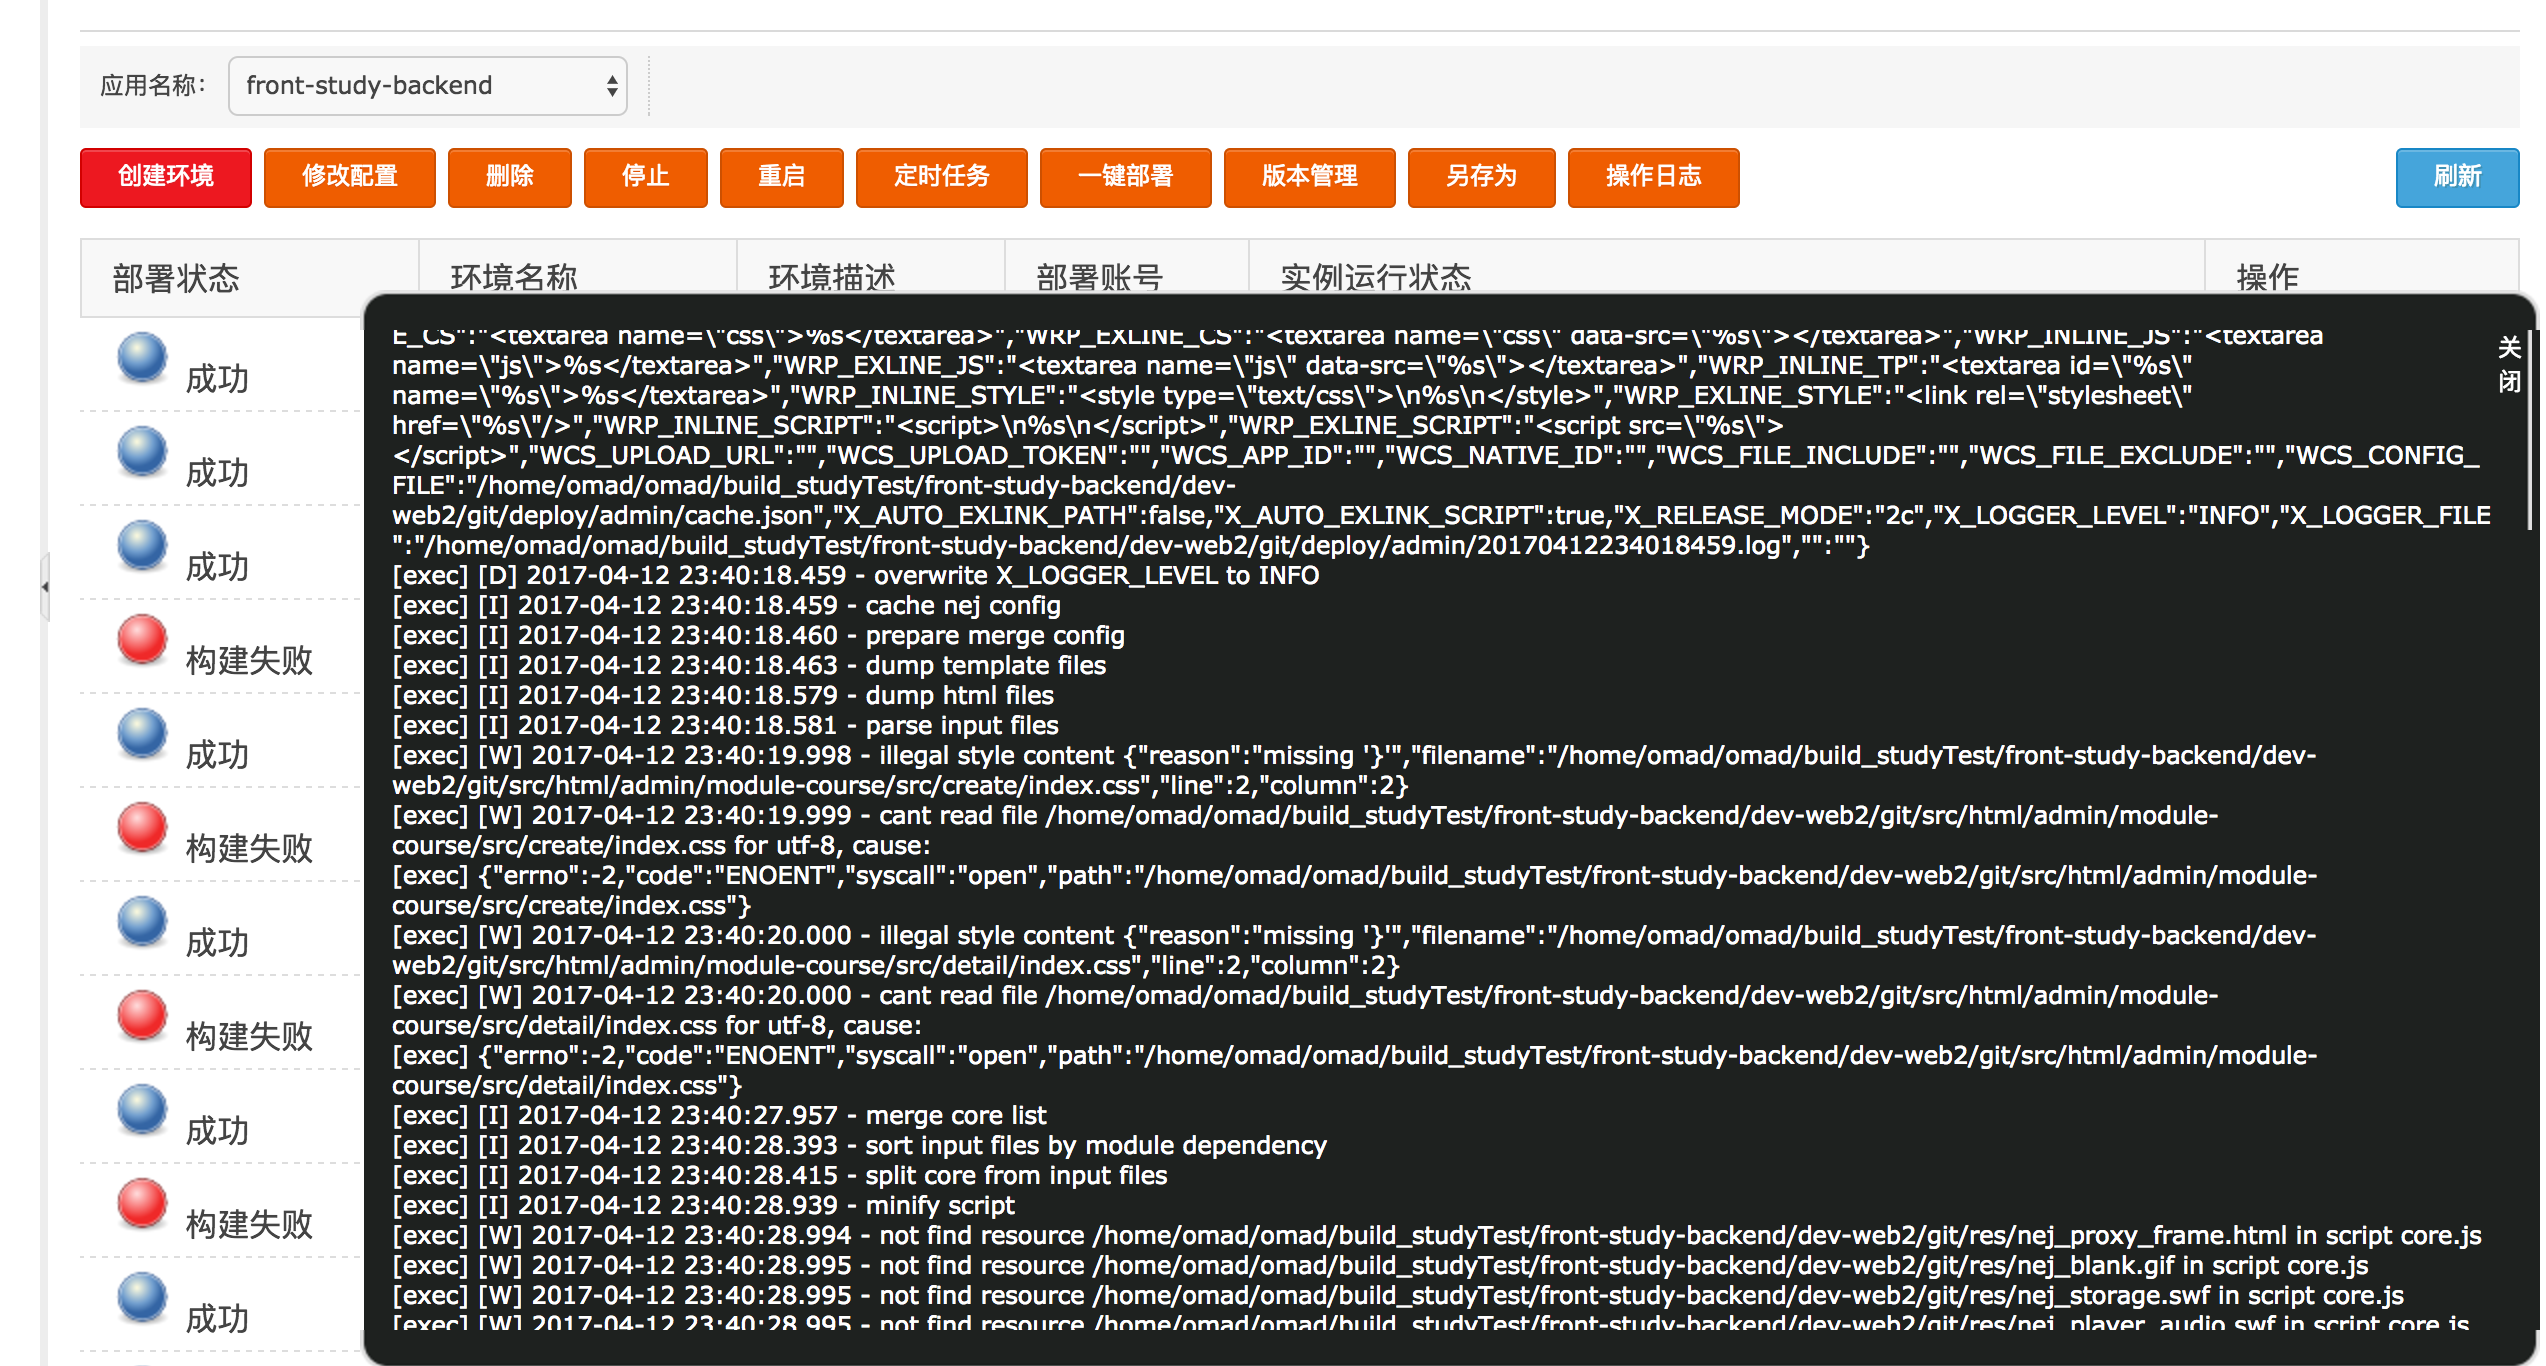 应用名称：
front-study-backend
创建环境 修改配置 删除 停止 重启 定时任务 一键部署 版本管理 另存为 操作日志 刷新
部署状态 环境名称 环境描述 部署账号 实例运行状态 操作
成功
成功
成功
构建失败
成功
构建失败
成功
构建失败
成功
构建失败
成功
关闭
E_CS":"<textarea name=\"css\">%s</textarea>","WRP_EXLINE_CS":"<textarea name=\"css\" data-src=\"%s\"></textarea>","WRP_INLINE_JS":"<textarea
name=\"js\">%s</textarea>","WRP_EXLINE_JS":"<textarea name=\"js\" data-src=\"%s\"></textarea>","WRP_INLINE_TP":"<textarea id=\"%s\"
name=\"%s\">%s</textarea>","WRP_INLINE_STYLE":"<style type=\"text/css\">\n%s\n</style>","WRP_EXLINE_STYLE":"<link rel=\"stylesheet\"
href=\"%s\"/>","WRP_INLINE_SCRIPT":"<script>\n%s\n</script>","WRP_EXLINE_SCRIPT":"<script src=\"%s\">
</script>","WCS_UPLOAD_URL":"","WCS_UPLOAD_TOKEN":"","WCS_APP_ID":"","WCS_NATIVE_ID":"","WCS_FILE_INCLUDE":"","WCS_FILE_EXCLUDE":"","WCS_CONFIG_
FILE":"/home/omad/omad/build_studyTest/front-study-backend/dev-
web2/git/deploy/admin/cache.json","X_AUTO_EXLINK_PATH":false,"X_AUTO_EXLINK_SCRIPT":true,"X_RELEASE_MODE":"2c","X_LOGGER_LEVEL":"INFO","X_LOGGER_FILE
":"/home/omad/omad/build_studyTest/front-study-backend/dev-web2/git/deploy/admin/20170412234018459.log","":""}
[exec] [D] 2017-04-12 23:40:18.459 - overwrite X_LOGGER_LEVEL to INFO
[exec] [I] 2017-04-12 23:40:18.459 - cache nej config
[exec] [I] 2017-04-12 23:40:18.460 - prepare merge config
[exec] [I] 2017-04-12 23:40:18.463 - dump template files
[exec] [I] 2017-04-12 23:40:18.579 - dump html files
[exec] [I] 2017-04-12 23:40:18.581 - parse input files
[exec] [W] 2017-04-12 23:40:19.998 - illegal style content {"reason":"missing '}'","filename":"/home/omad/omad/build_studyTest/front-study-backend/dev-
web2/git/src/html/admin/module-course/src/create/index.css","line":2,"column":2}
[exec] [W] 2017-04-12 23:40:19.999 - cant read file /home/omad/omad/build_studyTest/front-study-backend/dev-web2/git/src/html/admin/module-
course/src/create/index.css for utf-8, cause:
[exec] {"errno":-2,"code":"ENOENT","syscall":"open","path":"/home/omad/omad/build_studyTest/front-study-backend/dev-web2/git/src/html/admin/module-
course/src/create/index.css"}
[exec] [W] 2017-04-12 23:40:20.000 - illegal style content {"reason":"missing '}'","filename":"/home/omad/omad/build_studyTest/front-study-backend/dev-
web2/git/src/html/admin/module-course/src/detail/index.css","line":2,"column":2}
[exec] [W] 2017-04-12 23:40:20.000 - cant read file /home/omad/omad/build_studyTest/front-study-backend/dev-web2/git/src/html/admin/module-
course/src/detail/index.css for utf-8, cause:
[exec] {"errno":-2,"code":"ENOENT","syscall":"open","path":"/home/omad/omad/build_studyTest/front-study-backend/dev-web2/git/src/html/admin/module-
course/src/detail/index.css"}
[exec] [I] 2017-04-12 23:40:27.957 - merge core list
[exec] [I] 2017-04-12 23:40:28.393 - sort input files by module dependency
[exec] [I] 2017-04-12 23:40:28.415 - split core from input files
[exec] [I] 2017-04-12 23:40:28.939 - minify script
[exec] [W] 2017-04-12 23:40:28.994 - not find resource /home/omad/omad/build_studyTest/front-study-backend/dev-web2/git/res/nej_proxy_frame.html in script core.js
[exec] [W] 2017-04-12 23:40:28.995 - not find resource /home/omad/omad/build_studyTest/front-study-backend/dev-web2/git/res/nej_blank.gif in script core.js
[exec] [W] 2017-04-12 23:40:28.995 - not find resource /home/omad/omad/build_studyTest/front-study-backend/dev-web2/git/res/nej_storage.swf in script core.js
[exec] [W] 2017-04-12 23:40:28.995 - not find resource /home/omad/omad/build_studyTest/front-study-backend/dev-web2/git/res/nej_player_audio.swf in script core.js